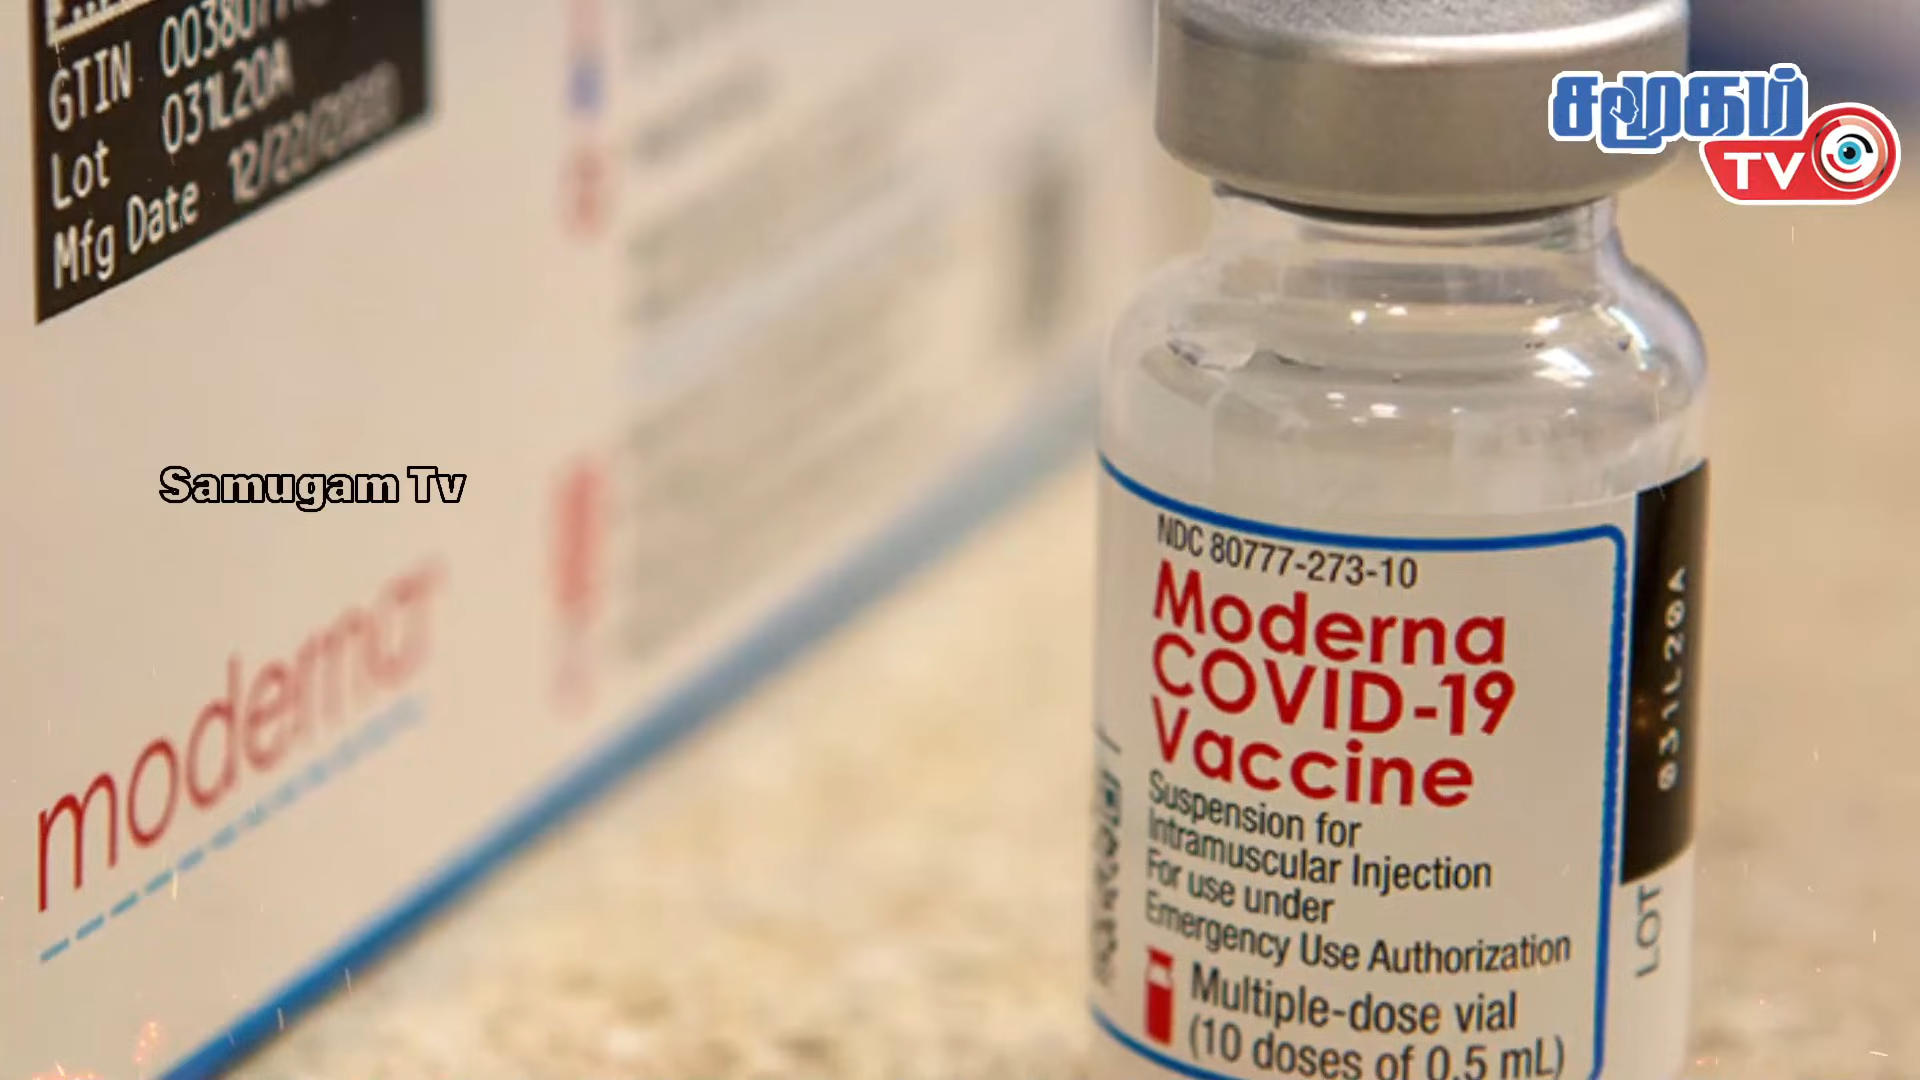 GTIN
Lot 031L20A
Mfg Date 12/22/2020
சமூகம்
TV
Samugam Tv
moderna
NDC 80777-273-10
Moderna
COVID-19
Vaccine
Suspension for
Intramuscular Injection
For use under
Emergency Use Authorization
Multiple-dose vial
(10 doses of 0.5 mL)
LOT
031L20A